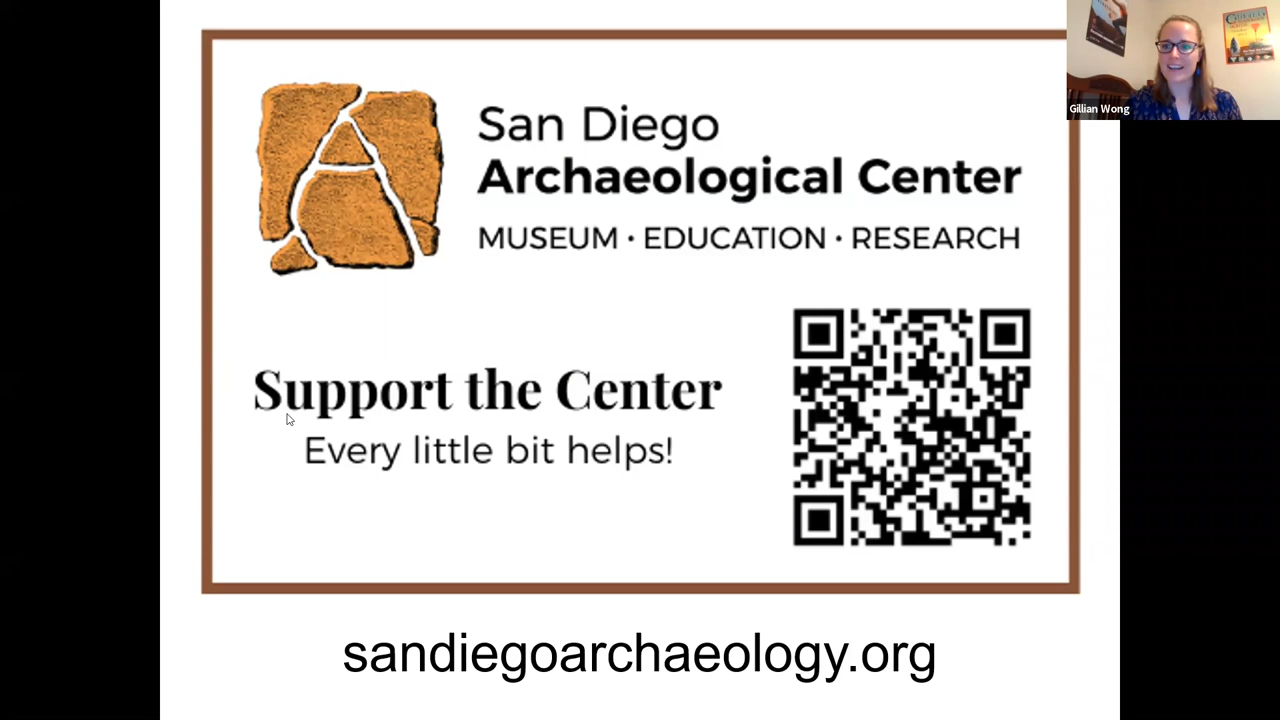 San Diego
Archaeological Center
MUSEUM · EDUCATION · RESEARCH
Support the Center
Every little bit helps!
sandiegoarchaeology.org
Gillian Wong